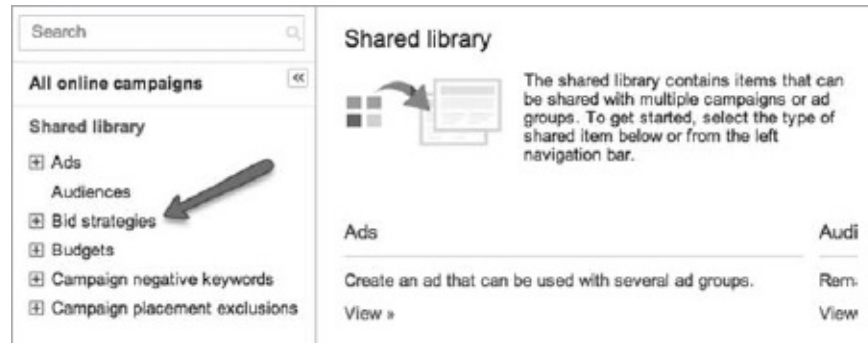 Search
All online campaigns
Shared library
Ads
Audiences
Bid strategies
Budgets
Campaign negative keywords
Campaign placement exclusions
Shared library
The shared library contains items that can
be shared with multiple campaigns or ad
groups. To get started, select the type of
shared item below or from the left
navigation bar.
Ads
Create an ad that can be used with several ad groups.
View »
Audi
Rem
View